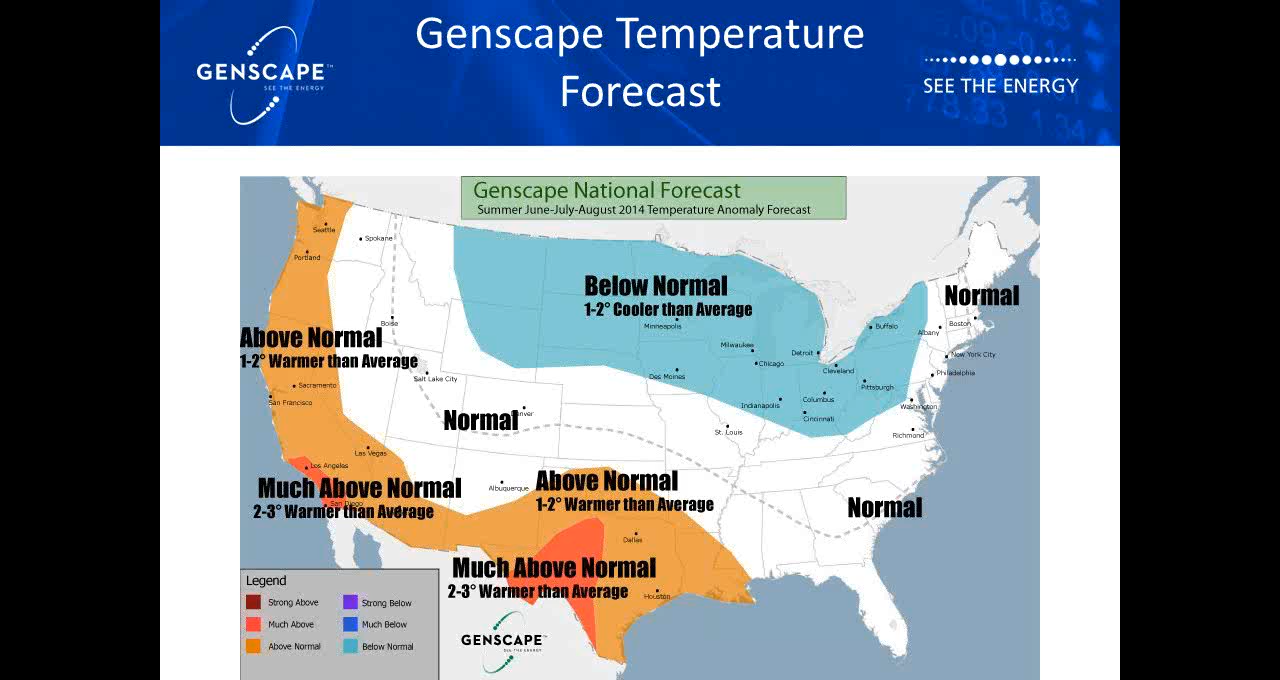 Genscape Temperature
Forecast
GENSCAPE™
SEE THE ENERGY
SEE THE ENERGY
Genscape National Forecast
Summer June-July-August 2014 Temperature Anomaly Forecast
Seattle
Spokane
Portland
Below Normal
1-2° Cooler than Average
Normal
Boise
Minneapolis
Buffalo
Albany
Boston
Above Normal
1-2° Warmer than Average
Milwaukee
Detroit
Chicago
New York City
Cleveland
Philadelphia
Salt Lake City
Des Moines
Pittsburgh
Sacramento
San Francisco
Columbus
Indianapolis
Cincinnati
Washington
Normal
St. Louis
Richmond
Las Vegas
Los Angeles
Much Above Normal
2-3° Warmer than Average
San Diego
Albuquerque
Above Normal
1-2° Warmer than Average
Normal
Dallas
Much Above Normal
2-3° Warmer than Average
Houston
Legend
Strong Above
Strong Below
Much Above
Much Below
Above Normal
Below Normal
GENSCAPE™
SEE THE ENERGY